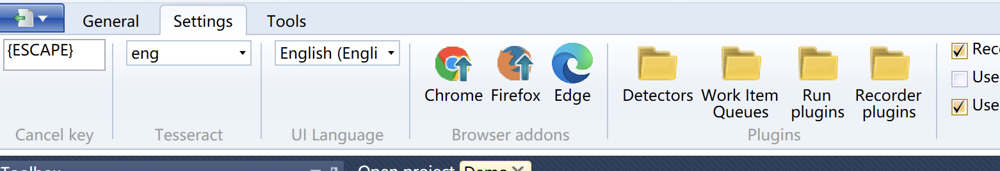 General
Settings
Tools
{ESCAPE}
eng
English (Engli
Chrome
Firefox
Edge
Detectors
Work Item
Queues
Run
plugins
Recorder
plugins
Rec
Use
Use
Cancel key
Tesseract
UI Language
Browser addons
Plugins
Toolbox
Open project
Demo